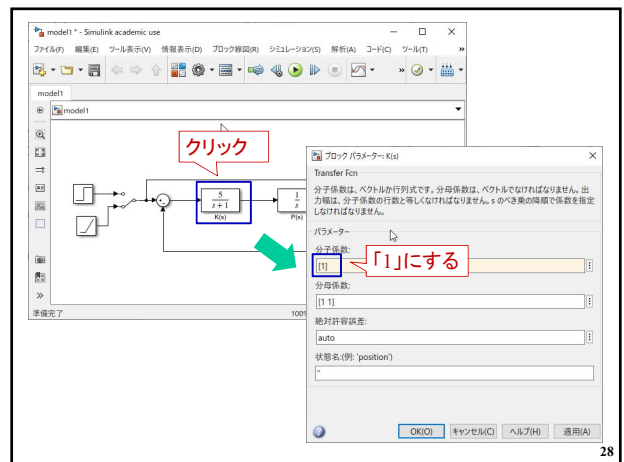 model1 * - Simulink academic use
ファイル(F) 編集(E) ツール表示(V) 情報表示(D) ブロック線図(R) シミュレーション(S) 解析(A) コード(C) ツール(T) »
»
model1
model1
クリック
5
s + 1
K(s)
1
s
P(s)
»
準備完了
100%
ブロック パラメーター: K(s)
Transfer Fcn
分子係数は、ベクトルか行列式です。分母係数は、ベクトルでなければなりません。出
力幅は、分子係数の行数と等しくなければなりません。s のべき乗の降順で係数を指定
しなければなりません。
パラメーター
分子係数:
[1]
「1」にする
分母係数:
[1 1]
絶対許容誤差:
auto
状態名:(例: 'position')
''
OK(O) キャンセル(C) ヘルプ(H) 適用(A)
28